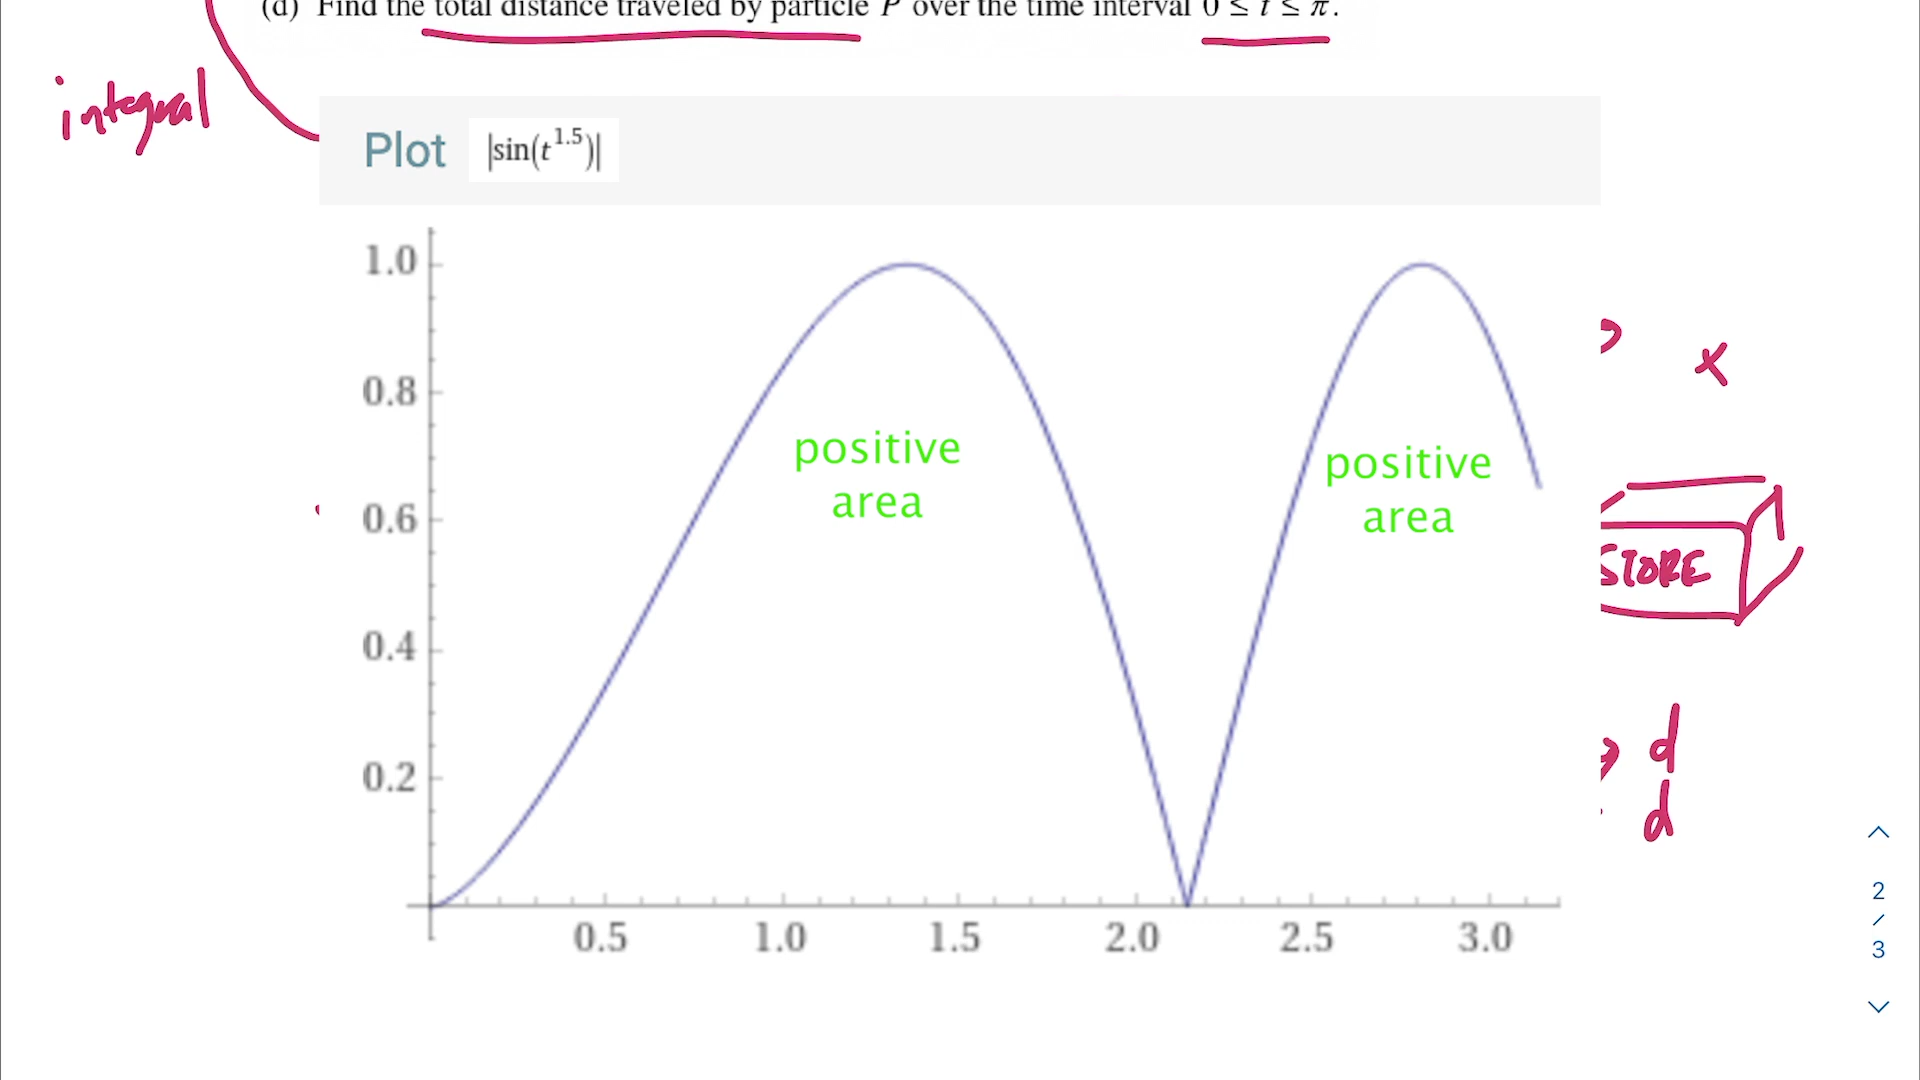 (d) Find the total distance traveled by particle P over the time interval 0 ≤ t ≤ π.
integral
Plot |sin(t^1.5)|
1.0
0.8
0.6
0.4
0.2
positive
area
positive
area
0.5 1.0 1.5 2.0 2.5 3.0
x
STORE
d
d
2
/
3